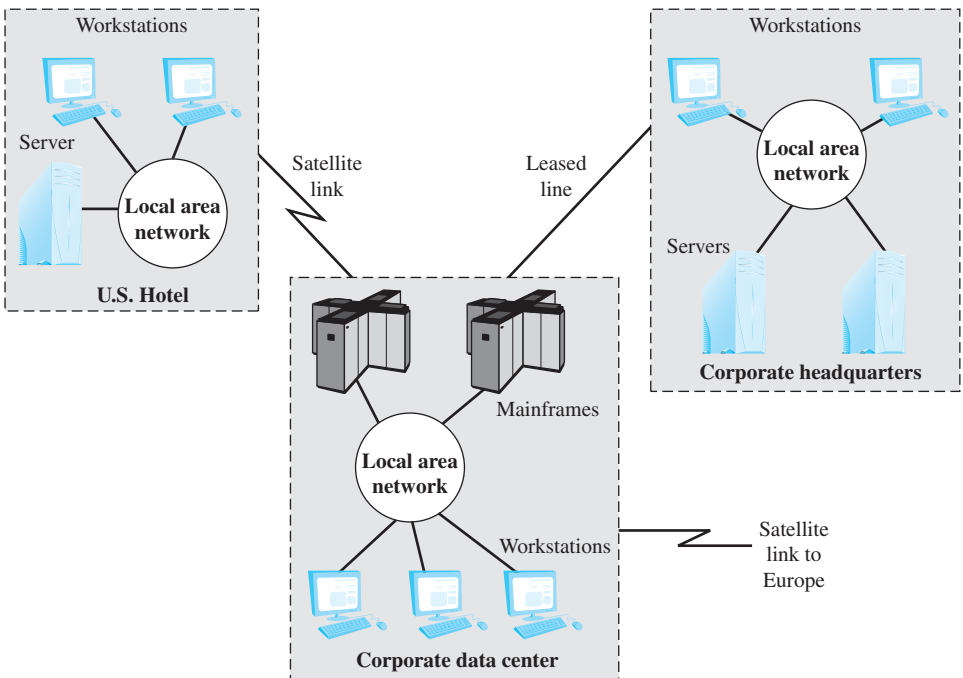 Workstations
Server
Local area
network
U.S. Hotel
Satellite
link
Leased
line
Workstations
Local area
network
Servers
Corporate headquarters
Mainframes
Local area
network
Workstations
Corporate data center
Satellite
link to
Europe